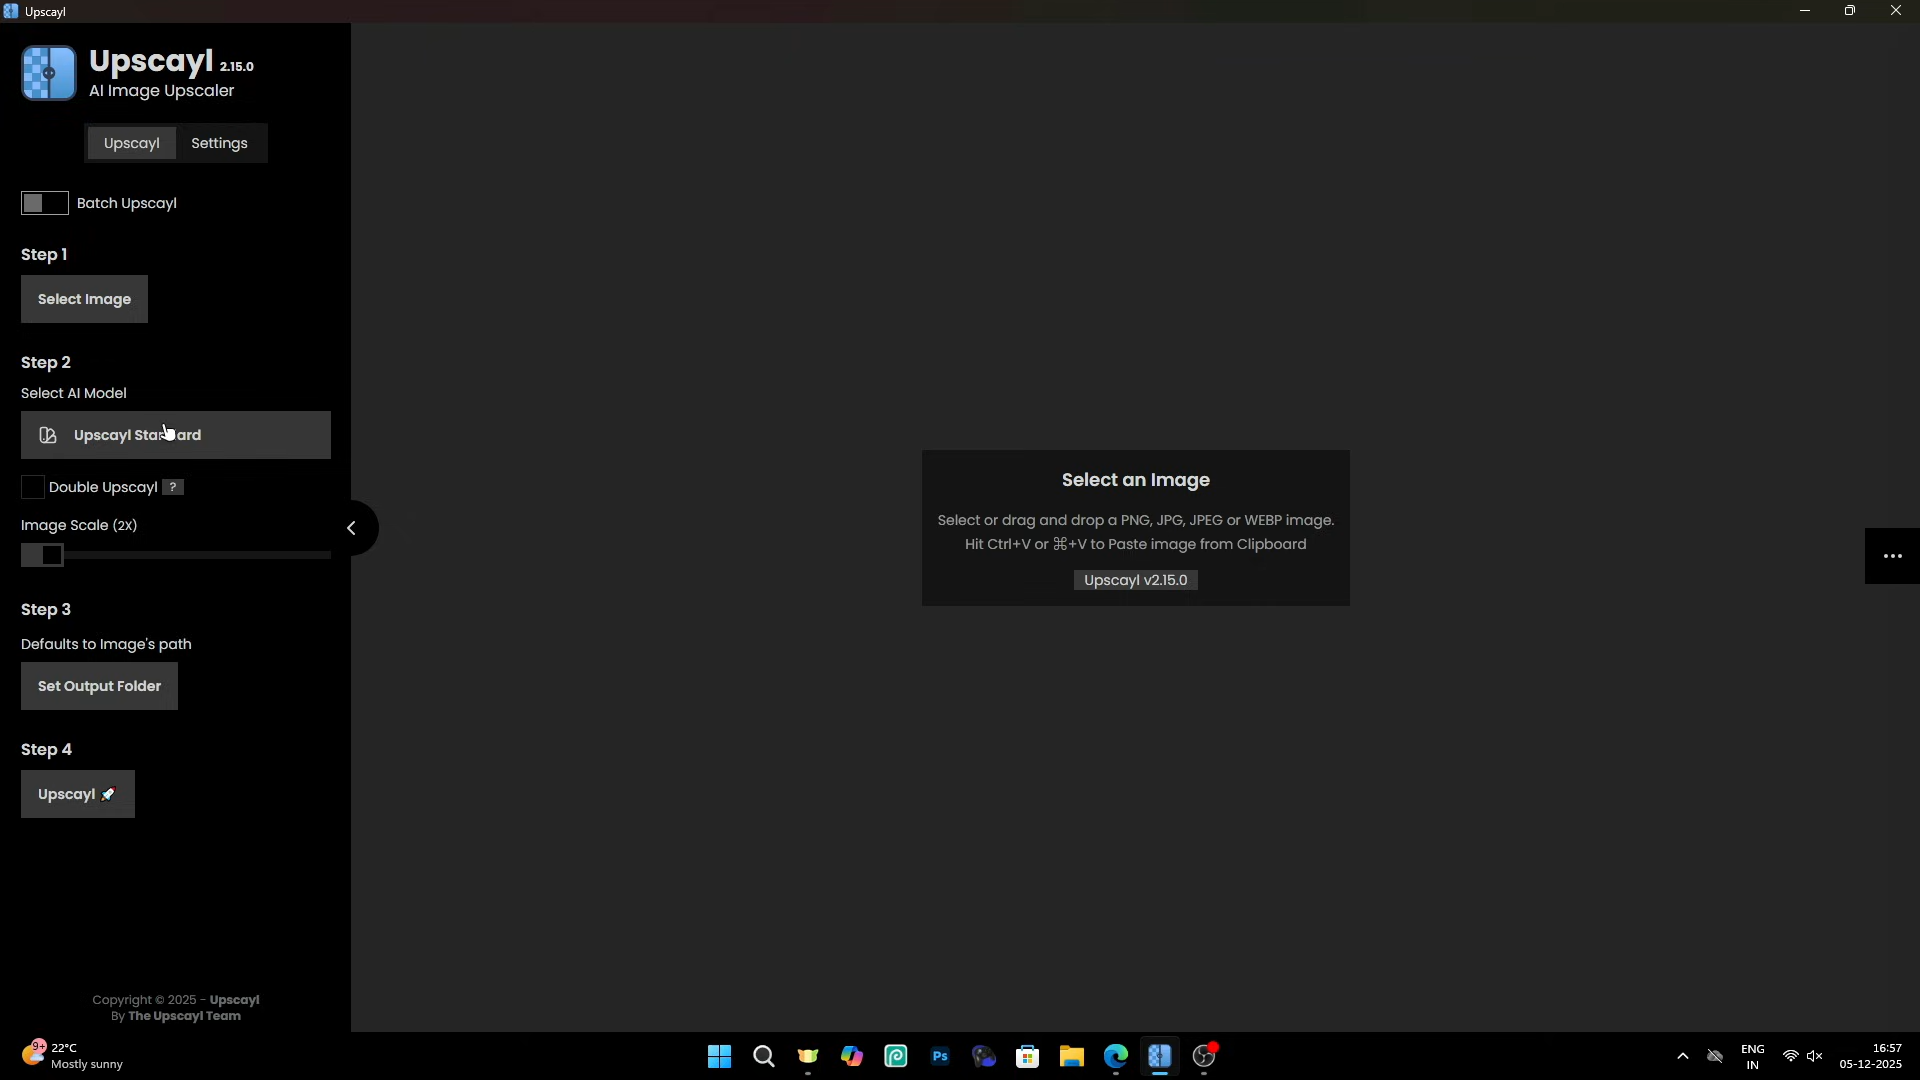 Upscayl
Upscayl 2.15.0
AI Image Upscaler
Upscayl
Settings
Batch Upscayl
Step 1
Select Image
Step 2
Select AI Model
Upscayl Standard
Double Upscayl ?
Image Scale (2X)
Step 3
Defaults to Image's path
Set Output Folder
Step 4
Upscayl 🚀
Copyright © 2025 - Upscayl
By The Upscayl Team
Select an Image
Select or drag and drop a PNG, JPG, JPEG or WEBP image.
Hit Ctrl+V or ⌘+V to Paste image from Clipboard
Upscayl v2.15.0
9+
22°C
Mostly sunny
Ps
ENG
IN
16:57
05-12-2025